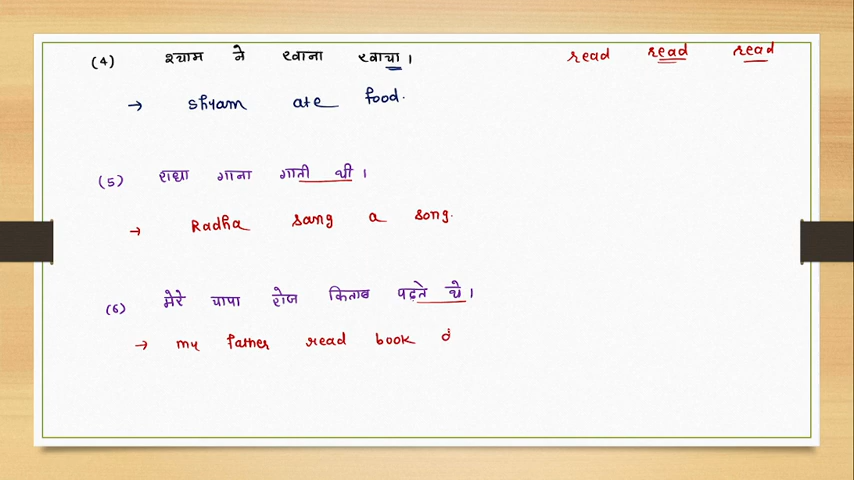 (4) श्याम ने खाना खाया। read read read
→ shyam ate food.
(5) राधा गाना गाती थी।
→ Radha sang a song.
(6) मेरे पापा रोज किताब पढ़ते थे।
→ my father read book d